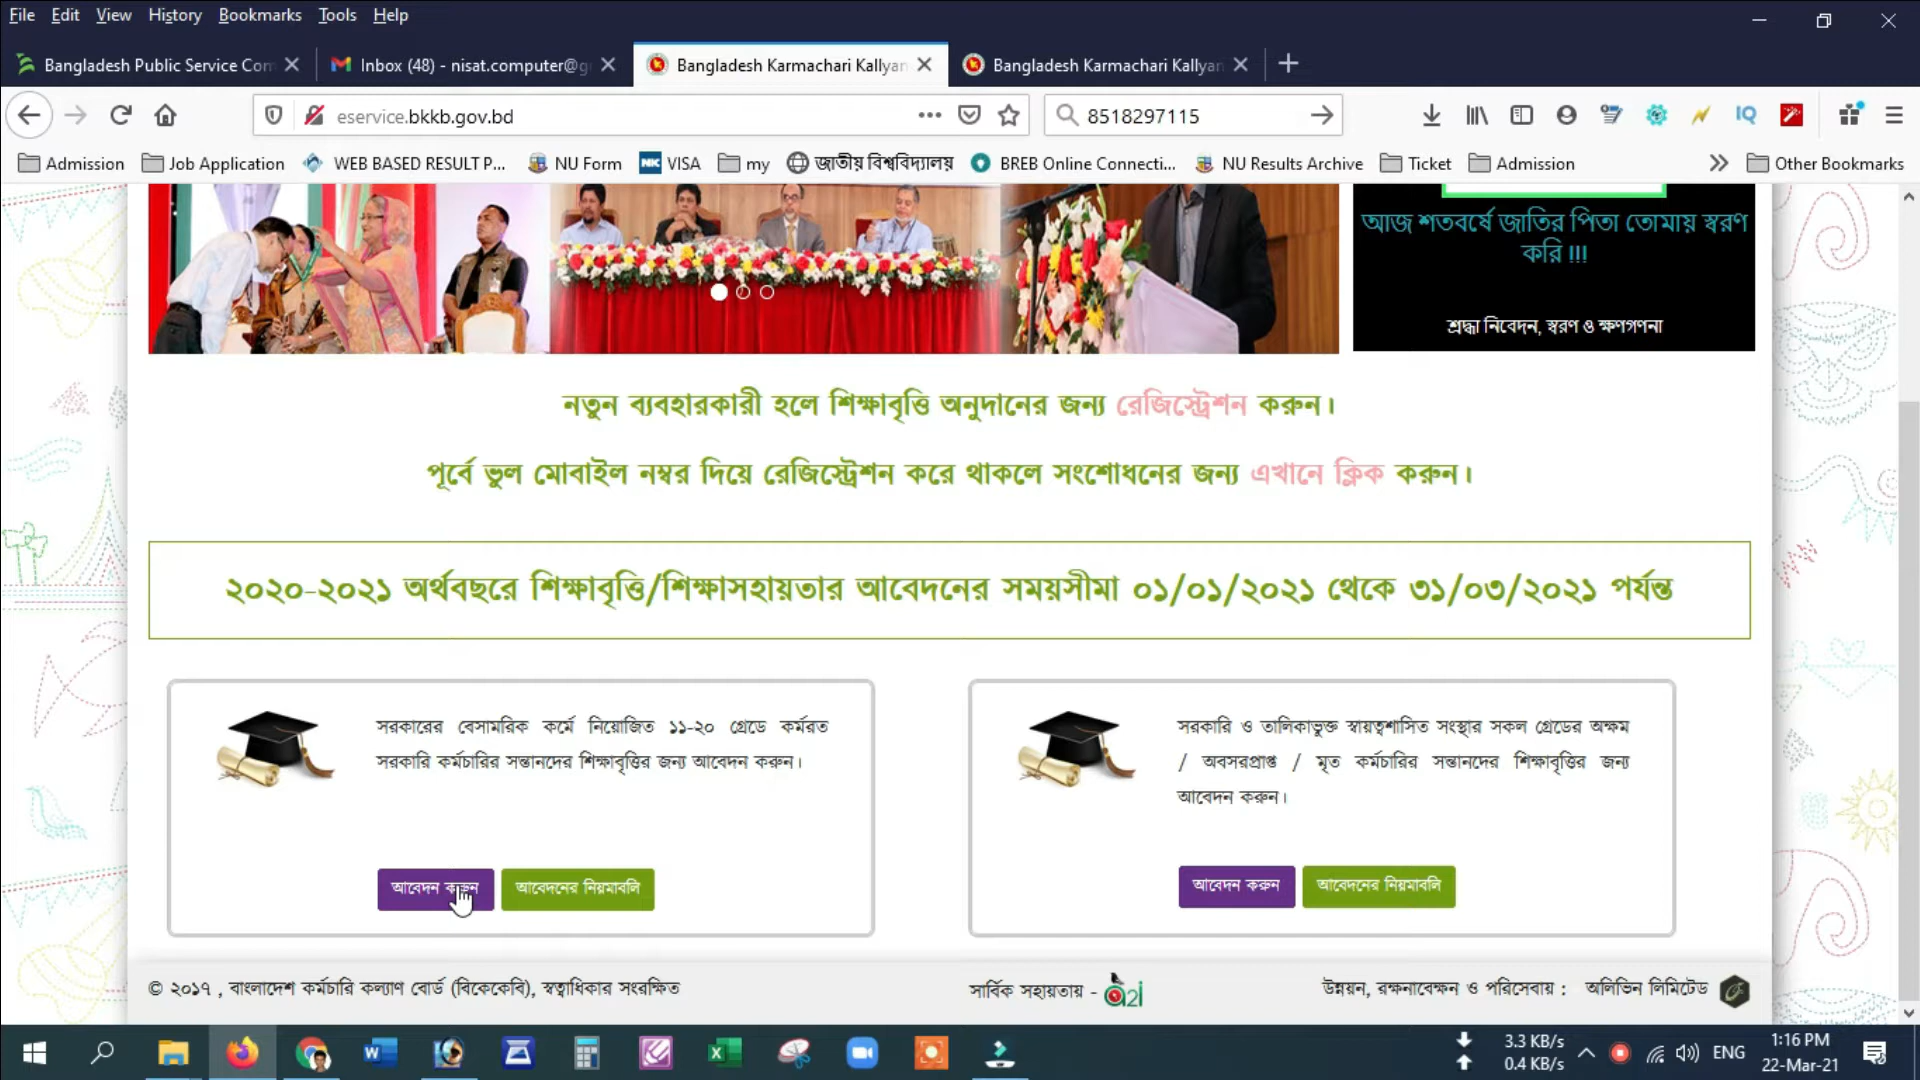 File Edit View History Bookmarks Tools Help
Bangladesh Public Service Com
Inbox (48) - nisat.computer@g
Bangladesh Karmachari Kallyan
Bangladesh Karmachari Kallyan
eservice.bkkb.gov.bd
8518297115
IQ
Admission
Job Application
WEB BASED RESULT P...
NU Form
NK VISA
my
জাতীয় বিশ্ববিদ্যালয়
BREB Online Connecti...
NU Results Archive
Ticket
Admission
Other Bookmarks
আজ শতবর্ষে জাতির পিতা তোমায় স্বরণ
করি !!!
শ্রদ্ধা নিবেদন, স্বরণ ও ক্ষণগণনা
নতুন ব্যবহারকারী হলে শিক্ষাবৃত্তি অনুদানের জন্য রেজিস্ট্রেশন করুন।
পূর্বে ভুল মোবাইল নম্বর দিয়ে রেজিস্ট্রেশন করে থাকলে সংশোধনের জন্য এখানে ক্লিক করুন।
২০২০-২০২১ অর্থবছরে শিক্ষাবৃত্তি/শিক্ষাসহায়তার আবেদনের সময়সীমা ০১/০১/২০২১ থেকে ৩১/০৩/২০২১ পর্যন্ত
সরকারের বেসামরিক কর্মে নিয়োজিত ১১-২০ গ্রেডে কর্মরত
সরকারি কর্মচারির সন্তানদের শিক্ষাবৃত্তির জন্য আবেদন করুন।
আবেদন করুন
আবেদনের নিয়মাবলি
সরকারি ও তালিকাভুক্ত স্বায়ত্বশাসিত সংস্থার সকল গ্রেডের অক্ষম
/ অবসরপ্রাপ্ত / মৃত কর্মচারির সন্তানদের শিক্ষাবৃত্তির জন্য
আবেদন করুন।
আবেদন করুন
আবেদনের নিয়মাবলি
© ২০১৭ , বাংলাদেশ কর্মচারি কল্যাণ বোর্ড (বিকেকেবি), স্বত্বাধিকার সংরক্ষিত
সার্বিক সহায়তায় - a2i
উন্নয়ন, রক্ষনাবেক্ষন ও পরিসেবায় : অলিভিন লিমিটেড
3.3 KB/s
0.4 KB/s
ENG
1:16 PM
22-Mar-21